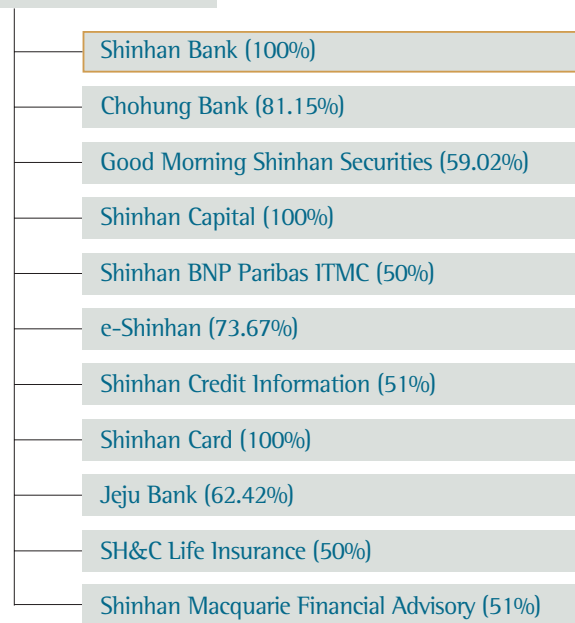 Shinhan Bank (100%)
Chohung Bank (81.15%)
Good Morning Shinhan Securities (59.02%)
Shinhan Capital (100%)
Shinhan BNP Paribas ITMC (50%)
e-Shinhan (73.67%)
Shinhan Credit Information (51%)
Shinhan Card (100%)
Jeju Bank (62.42%)
SH&C Life Insurance (50%)
Shinhan Macquarie Financial Advisory (51%)